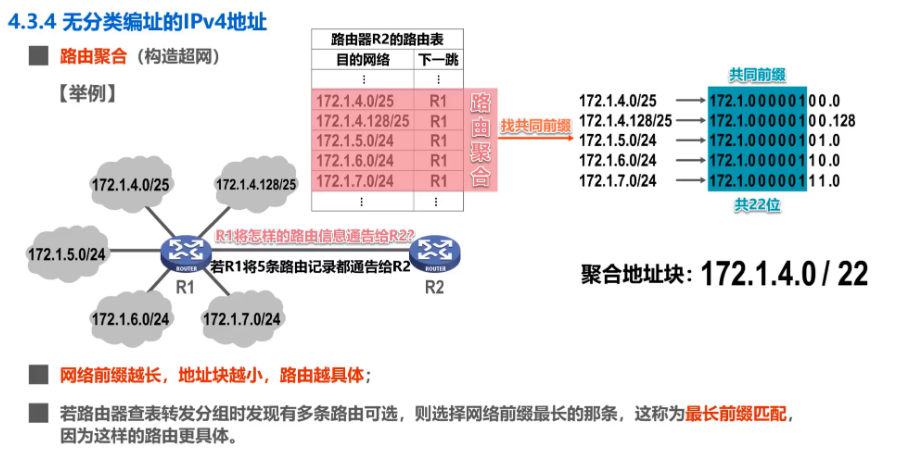 4.3.4 无分类编址的IPv4地址
路由聚合（构造超网）
【举例】
路由器R2的路由表
目的网络 下一跳
⋮ ⋮
172.1.4.0/25 R1
172.1.4.128/25 R1
172.1.5.0/24 R1
172.1.6.0/24 R1
172.1.7.0/24 R1
⋮ ⋮
路由聚合
找共同前缀
共同前缀
172.1.4.0/25 172.1.00000100.0
172.1.4.128/25 172.1.00000100.128
172.1.5.0/24 172.1.00000101.0
172.1.6.0/24 172.1.00000110.0
172.1.7.0/24 172.1.00000111.0
共22位
172.1.4.0/25
172.1.4.128/25
172.1.5.0/24
172.1.6.0/24
172.1.7.0/24
ROUTER
R1
R1将怎样的路由信息通告给R2?
若R1将5条路由记录都通告给R2
ROUTER
R2
聚合地址块：172.1.4.0 / 22
网络前缀越长，地址块越小，路由越具体；
若路由器查表转发分组时发现有多条路由可选，则选择网络前缀最长的那条，这称为最长前缀匹配，
因为这样的路由更具体。